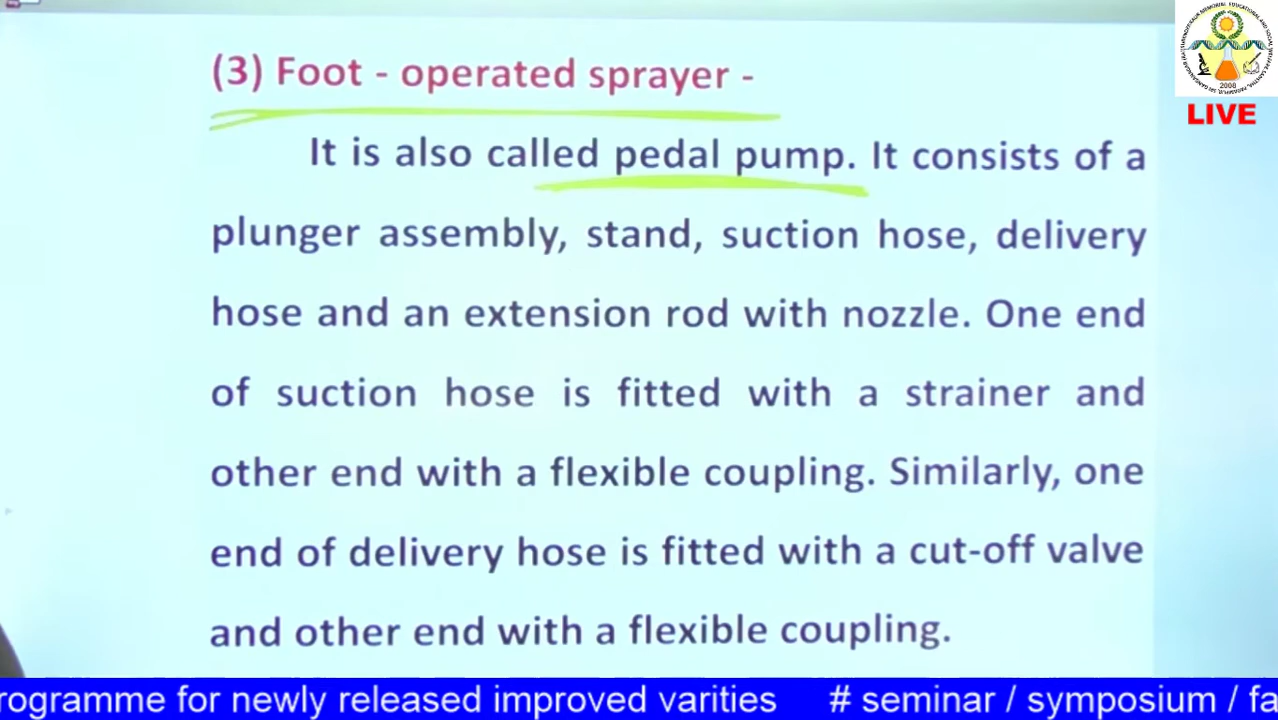 (3) Foot - operated sprayer -
It is also called pedal pump. It consists of a
plunger assembly, stand, suction hose, delivery
hose and an extension rod with nozzle. One end
of suction hose is fitted with a strainer and
other end with a flexible coupling. Similarly, one
end of delivery hose is fitted with a cut-off valve
and other end with a flexible coupling.
2008
LIVE
rogramme for newly released improved varities # seminar / symposium / fa